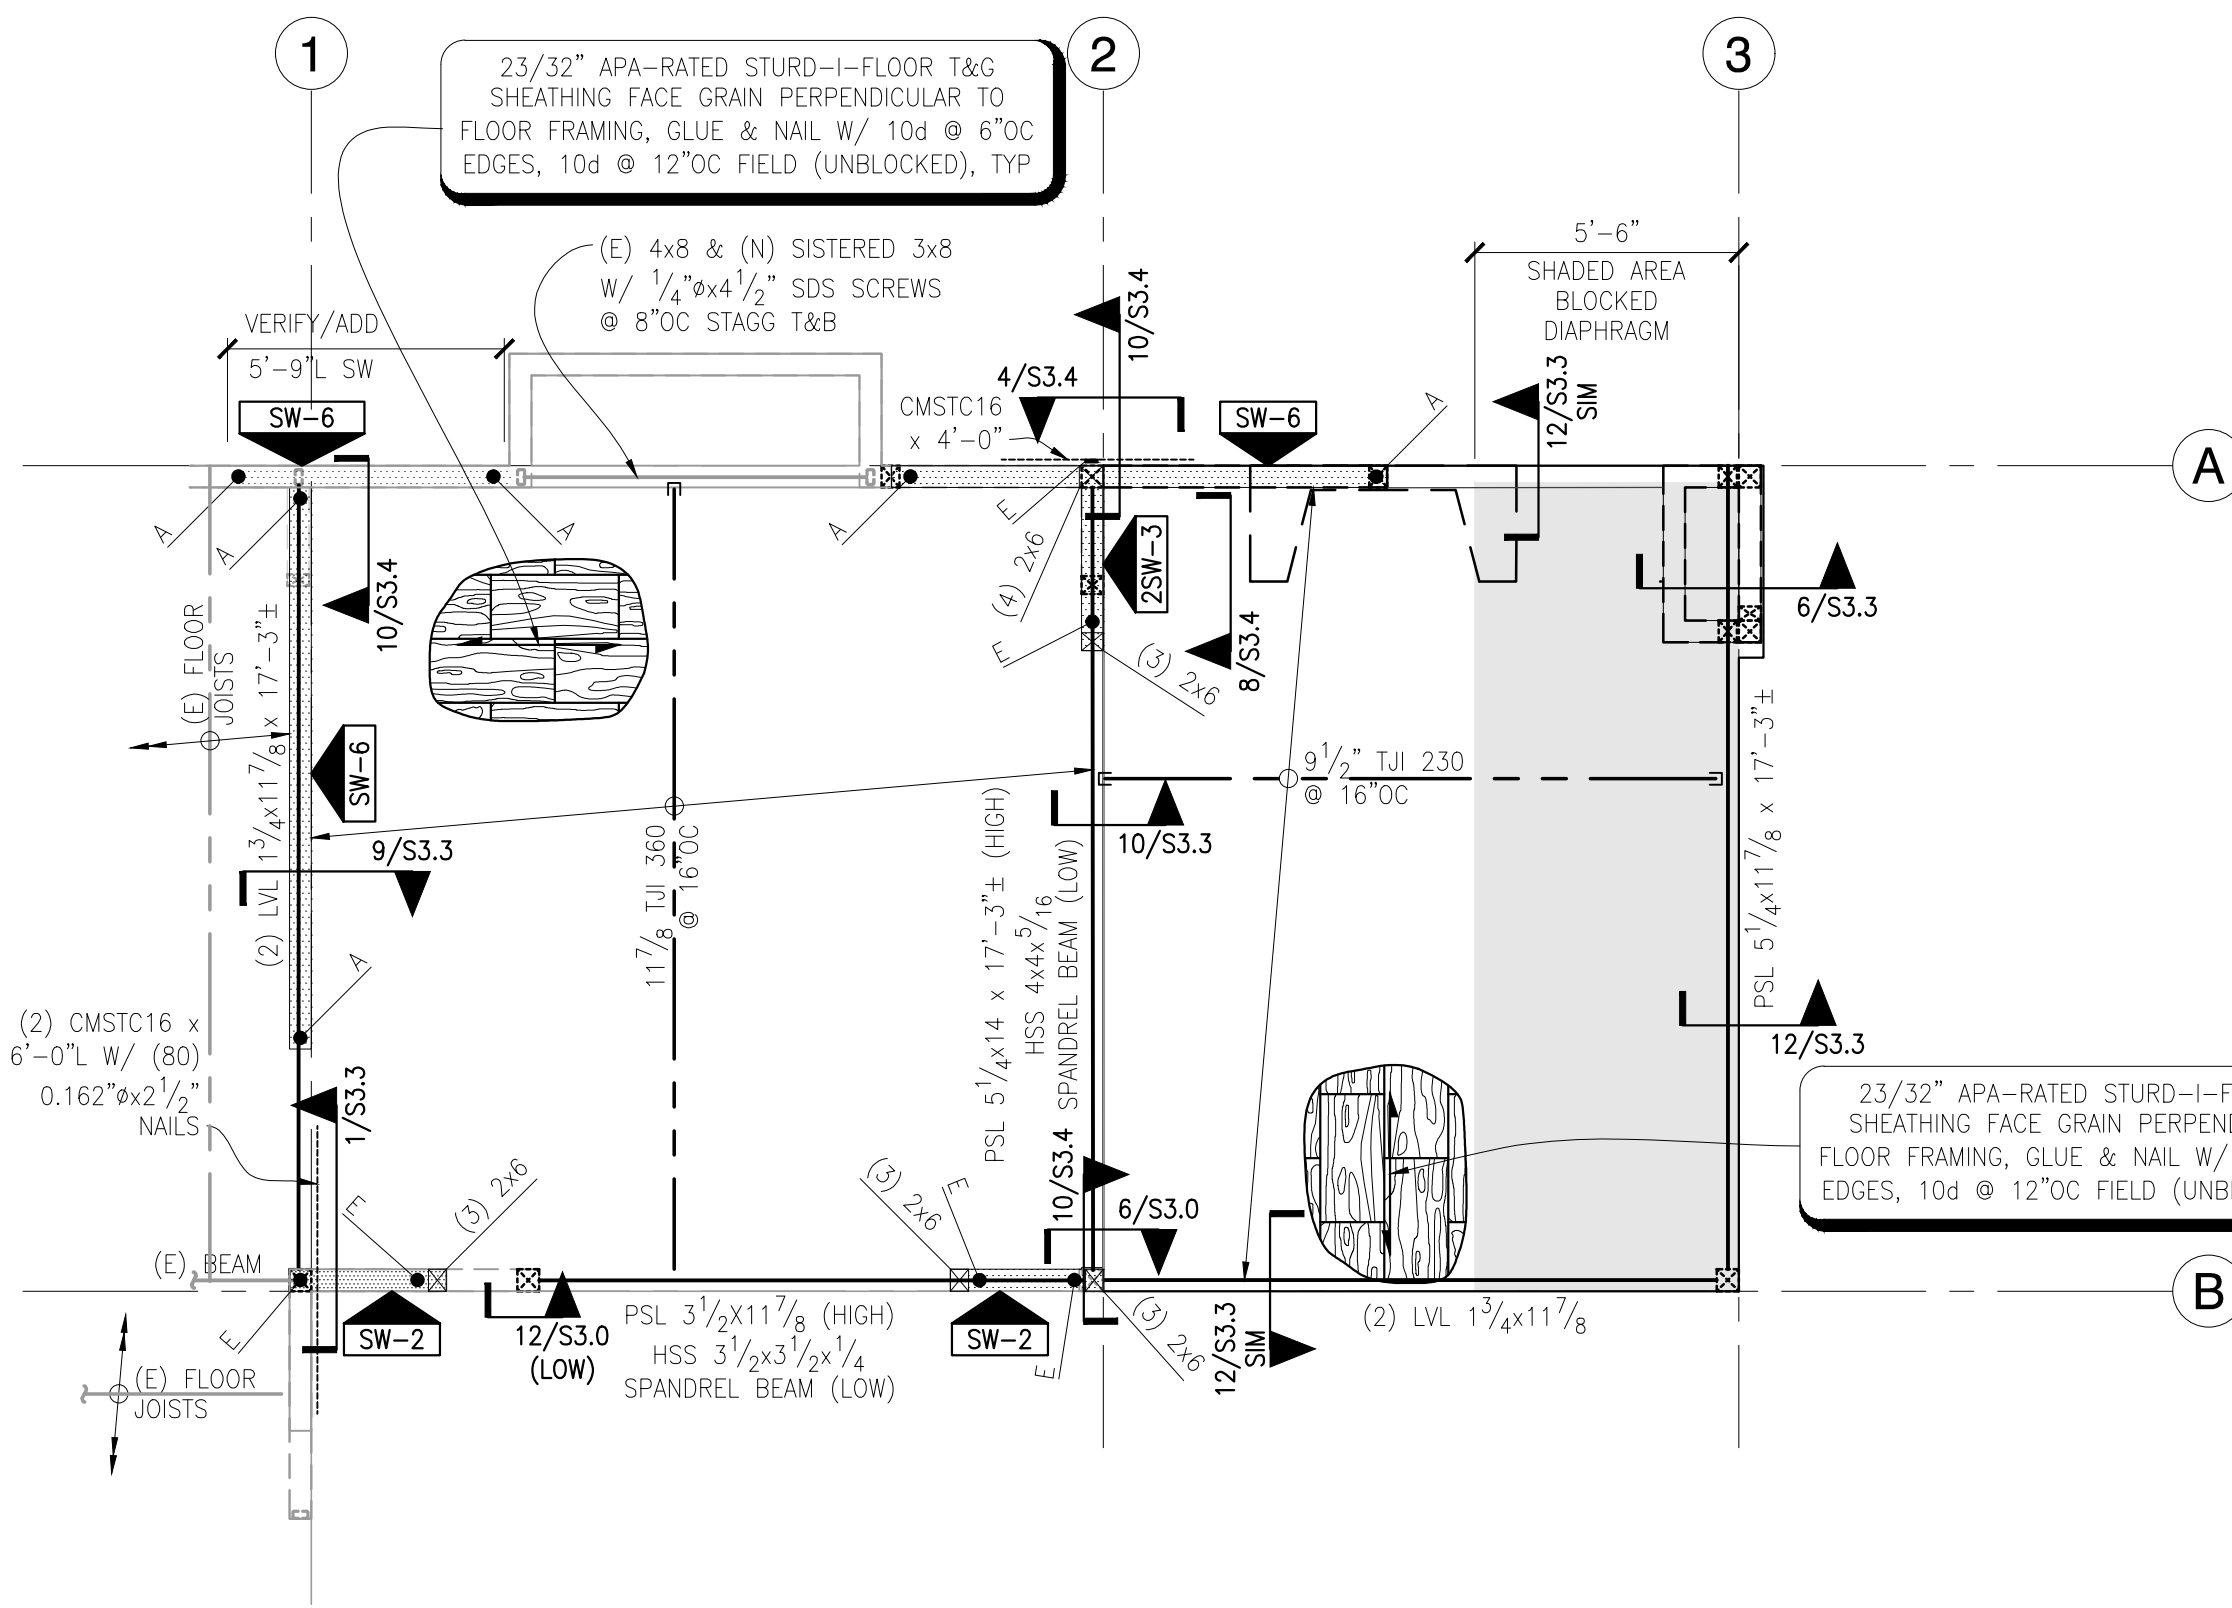 1
2
3
23/32" APA-RATED STURD-I-FLOOR T&G
SHEATHING FACE GRAIN PERPENDICULAR TO
FLOOR FRAMING, GLUE & NAIL W/ 10d @ 6"OC
EDGES, 10d @ 12"OC FIELD (UNBLOCKED), TYP
(E) 4x8 & (N) SISTERED 3x8
W/ 1/4"øx4 1/2" SDS SCREWS
@ 8"OC STAGG T&B
5'-6"
SHADED AREA
BLOCKED
DIAPHRAGM
VERIFY/ADD
5'-9"L SW
SW-6
10/S3.4
4/S3.4
CMSTC16
x 4'-0"
SW-6
12/S3.3
SIM
A
A
A
A
A
A
E
(4) 2x6
2SW-3
10/S3.4
8/S3.4
E
(3) 2x6
6/S3.3
(E) FLOOR
JOISTS
(2) LVL 1 3/4x11 7/8 x 17'-3"±
SW-6
9/S3.3
11 7/8 TJI 360
@ 16"OC
9 1/2" TJI 230
@ 16"OC
10/S3.3
PSL 5 1/4x14 x 17'-3"± (HIGH)
HSS 4x4x5/16
SPANDREL BEAM (LOW)
PSL 5 1/4x11 7/8 x 17'-3"±
12/S3.3
A
(2) CMSTC16 x
6'-0"L W/ (80)
0.162"øx2 1/2"
NAILS
1/S3.3
23/32" APA-RATED STURD-I-F
SHEATHING FACE GRAIN PERPEND
FLOOR FRAMING, GLUE & NAIL W/
EDGES, 10d @ 12"OC FIELD (UNB
E
(3) 2x6
(3) 2x6
E
10/S3.4
6/S3.0
(E) BEAM
E
SW-2
12/S3.0
(LOW)
PSL 3 1/2X11 7/8 (HIGH)
HSS 3 1/2x3 1/2x1/4
SPANDREL BEAM (LOW)
SW-2
E
(3) 2x6
12/S3.3
SIM
(2) LVL 1 3/4x11 7/8
(E) FLOOR
JOISTS
B